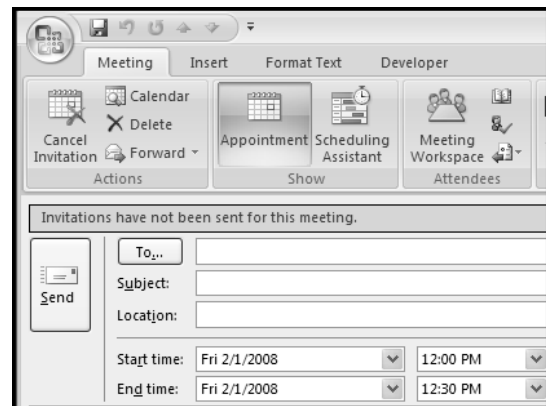 Meeting Insert Format Text Developer
Calendar
Delete
Forward
Cancel Invitation
Actions
Appointment
Scheduling Assistant
Show
Meeting Workspace
Attendees
Invitations have not been sent for this meeting.
Send
To...
Subject:
Location:
Start time: Fri 2/1/2008 12:00 PM
End time: Fri 2/1/2008 12:30 PM